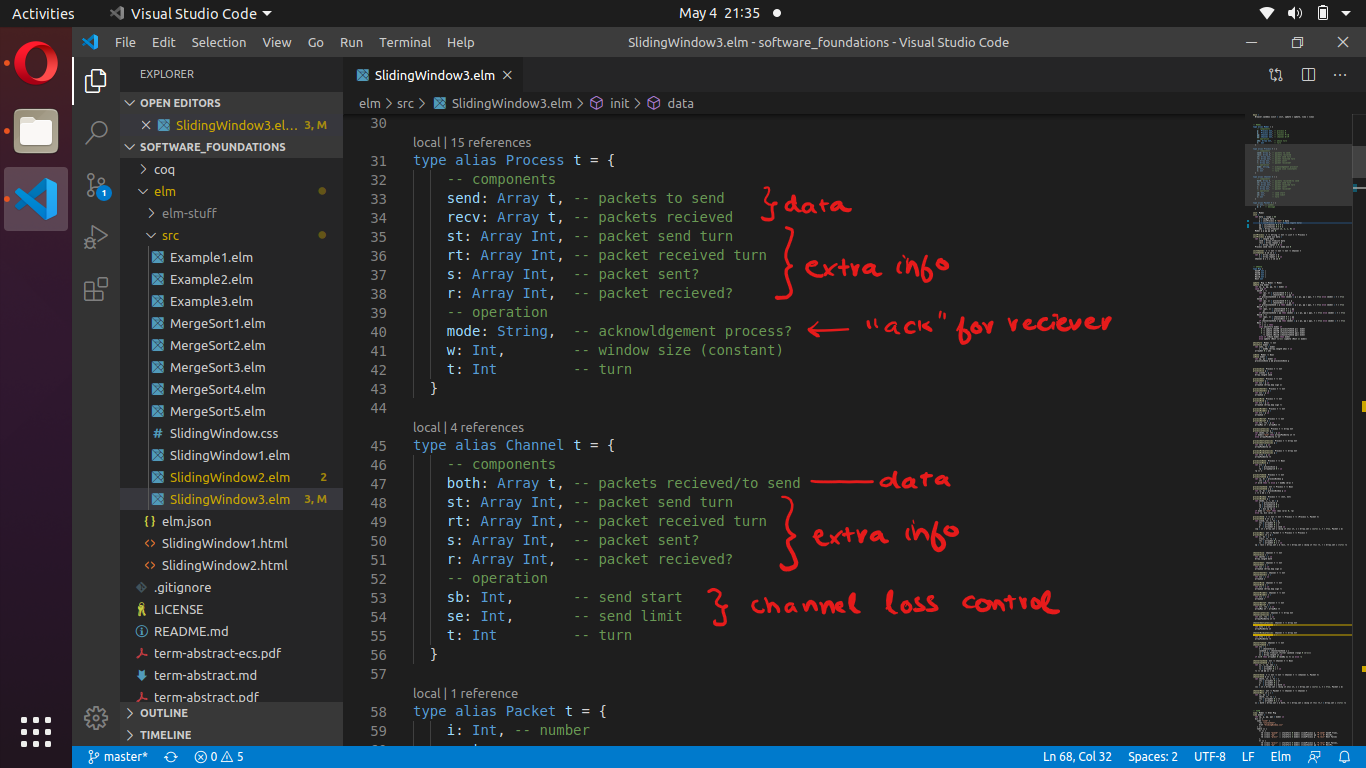 Activities Visual Studio Code May 4 21:35
File Edit Selection View Go Run Terminal Help SlidingWindow3.elm - software_foundations - Visual Studio Code
EXPLORER
OPEN EDITORS
SlidingWindow3.el... 3, M
SOFTWARE_FOUNDATIONS
coq
elm
elm-stuff
src
Example1.elm
Example2.elm
Example3.elm
MergeSort1.elm
MergeSort2.elm
MergeSort3.elm
MergeSort4.elm
MergeSort5.elm
# SlidingWindow.css
SlidingWindow1.elm
SlidingWindow2.elm 2
SlidingWindow3.elm 3, M
{} elm.json
<> SlidingWindow1.html
<> SlidingWindow2.html
.gitignore
LICENSE
README.md
term-abstract-ecs.pdf
term-abstract.md
term-abstract.pdf
OUTLINE
TIMELINE
1
SlidingWindow3.elm
elm > src > SlidingWindow3.elm > init > data
30
local | 15 references
31 type alias Process t = {
32 -- components
33 send: Array t, -- packets to send
34 recv: Array t, -- packets recieved
} data
35 st: Array Int, -- packet send turn
36 rt: Array Int, -- packet received turn
37 s: Array Int, -- packet sent?
38 r: Array Int, -- packet recieved?
} extra info
39 -- operation
40 mode: String, -- acknowldgement process? ← "ack" for reciever
41 w: Int, -- window size (constant)
42 t: Int -- turn
43 }
44
local | 4 references
45 type alias Channel t = {
46 -- components
47 both: Array t, -- packets recieved/to send — data
48 st: Array Int, -- packet send turn
49 rt: Array Int, -- packet received turn
50 s: Array Int, -- packet sent?
51 r: Array Int, -- packet recieved?
} extra info
52 -- operation
53 sb: Int, -- send start
54 se: Int, -- send limit
} channel loss control
55 t: Int -- turn
56 }
57
local | 1 reference
58 type alias Packet t = {
59 i: Int, -- number
master* 0 5 Ln 68, Col 32 Spaces: 2 UTF-8 LF Elm